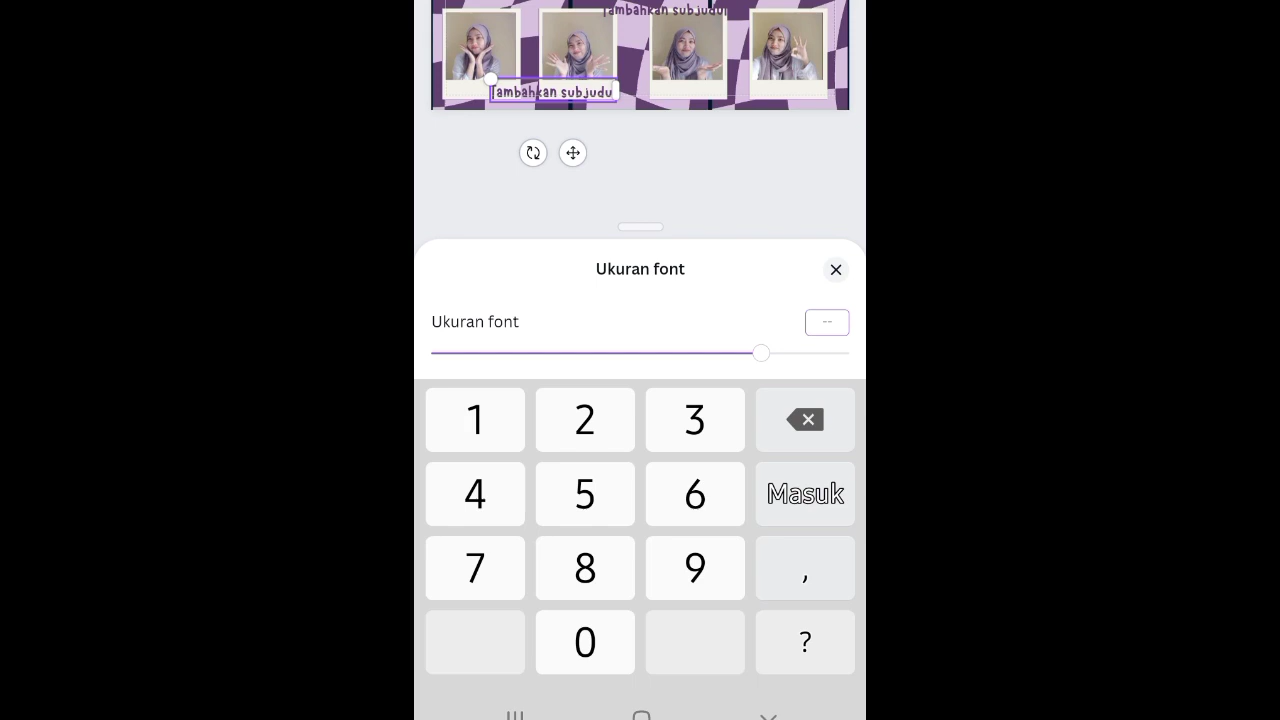 Tambahkan subjudul
Tambahkan subjudu
Ukuran font
Ukuran font
--
1 2 3
4 5 6 Masuk
7 8 9 ,
0 ?